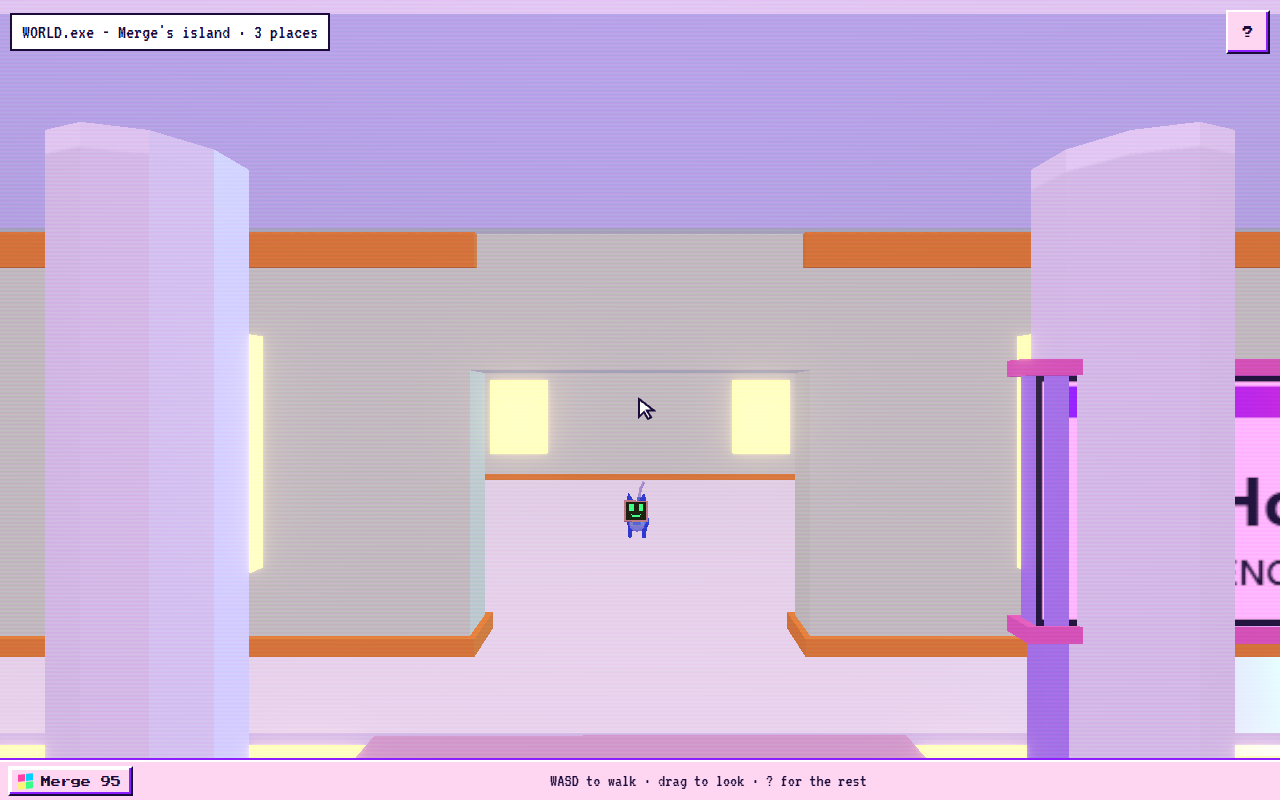 WORLD.exe - Merge's island · 3 places
?
Merge 95
WASD to walk · drag to look · ? for the rest